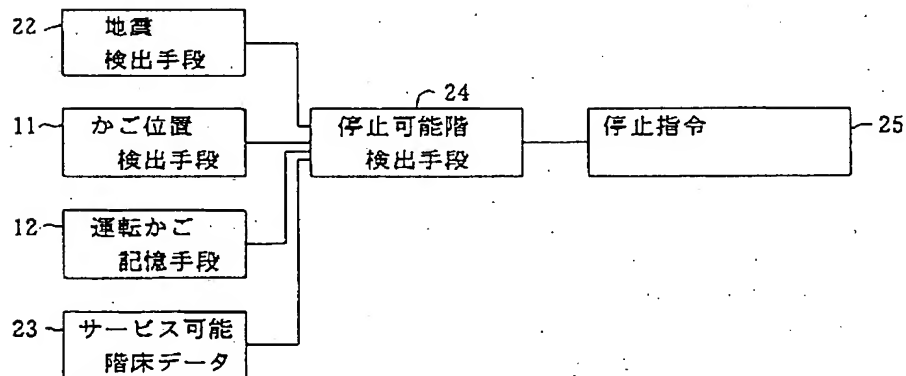 22
地震
検出手段
11
かご位置
検出手段
12
運転かご
記憶手段
23
サービス可能
階床データ
24
停止可能階
検出手段
停止指令
25